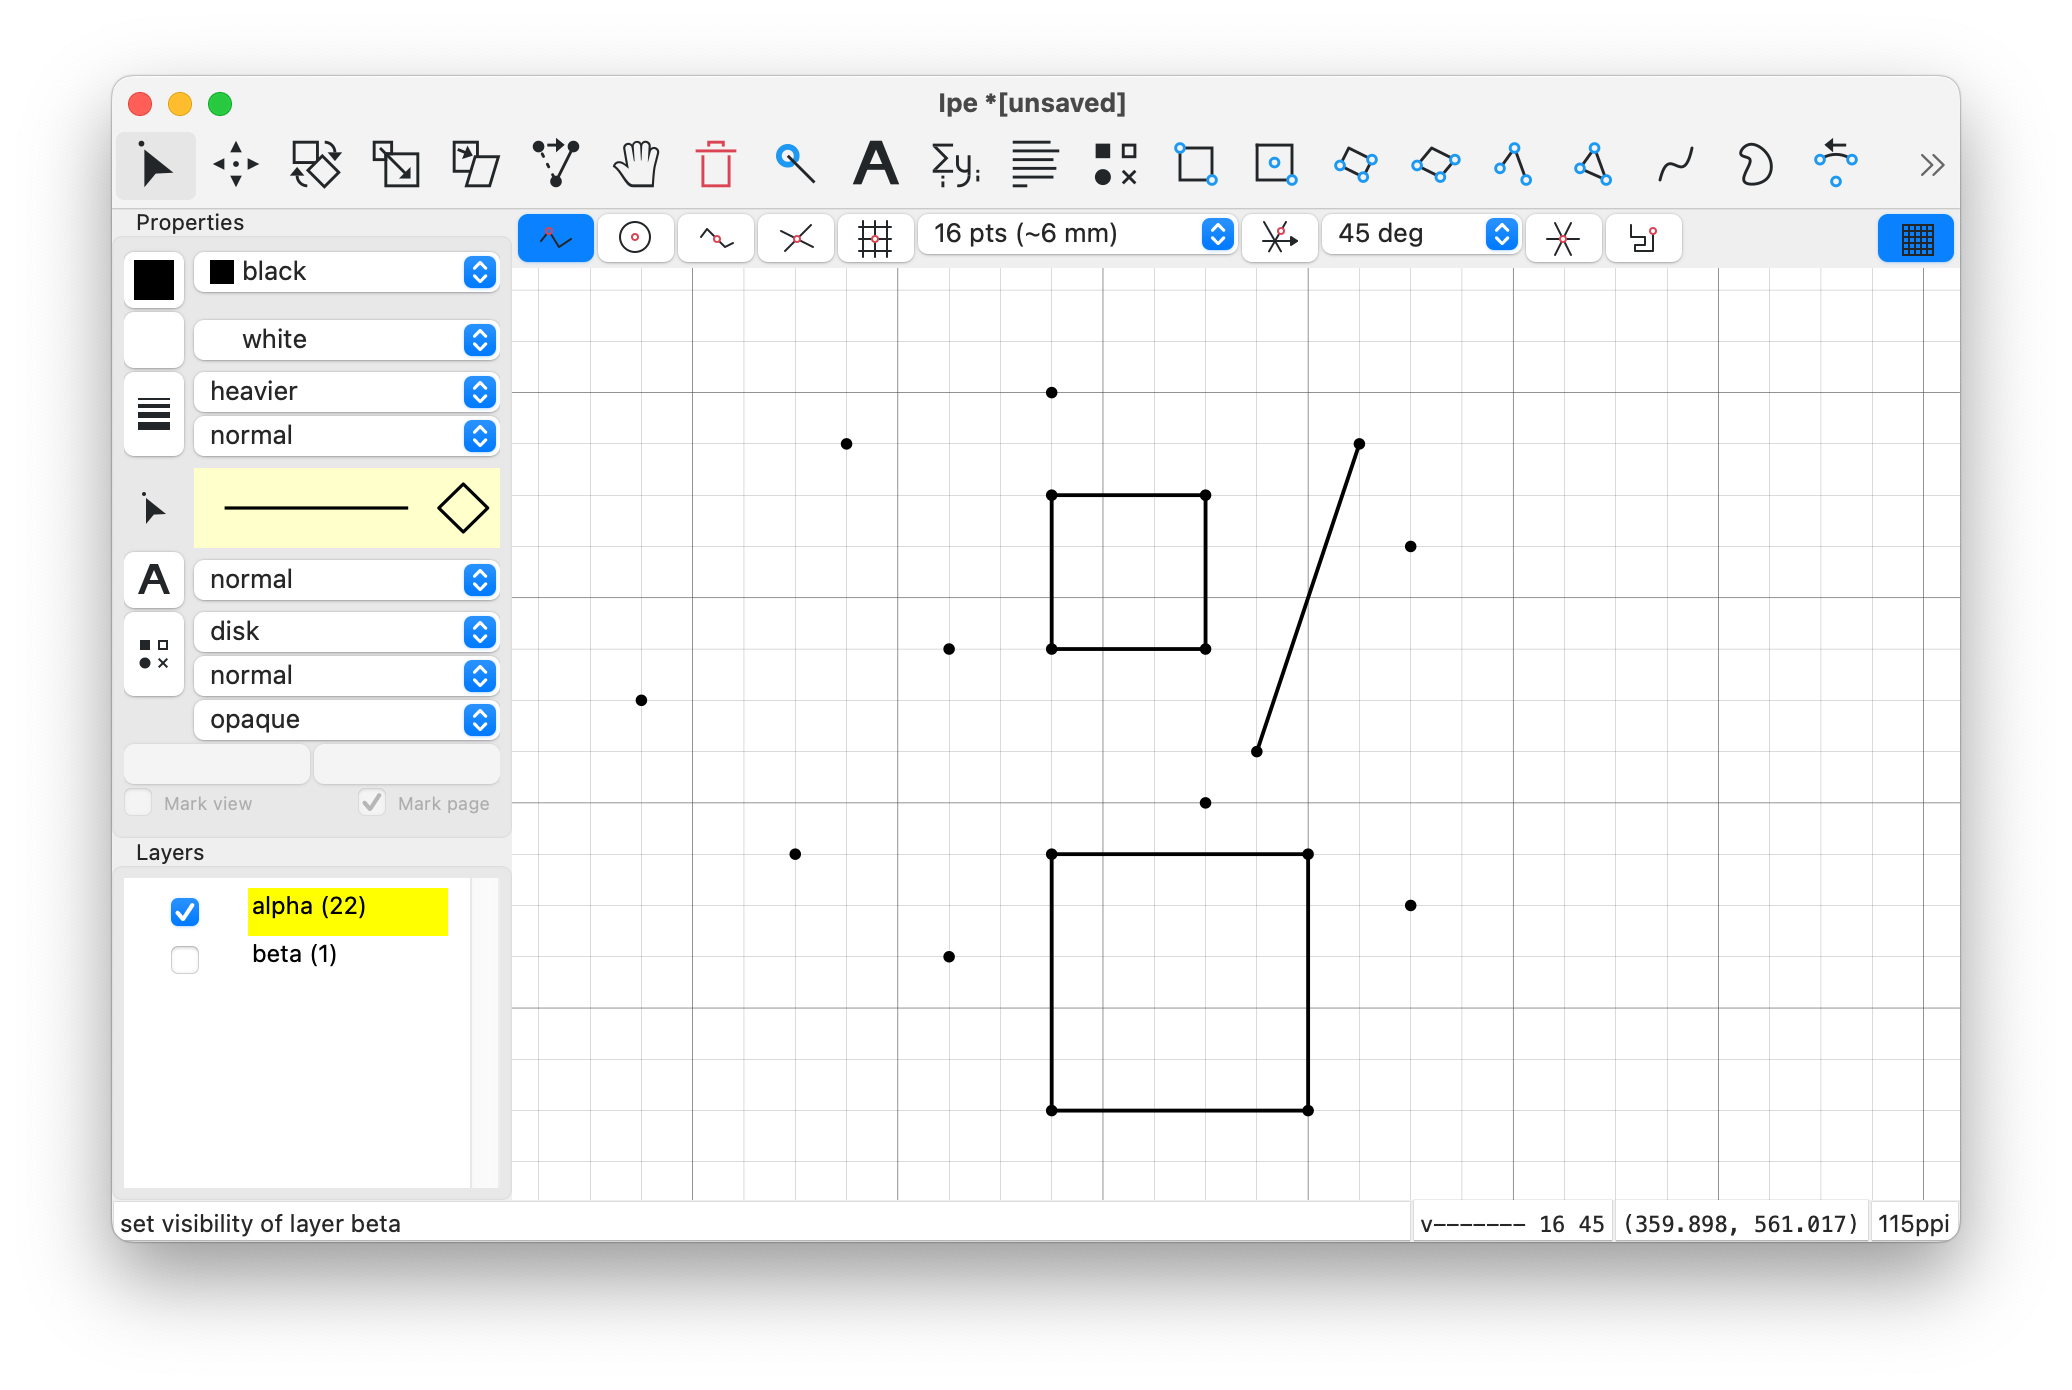 Ipe *[unsaved]
A
Σyᵢ
Properties
16 pts (~6 mm)
45 deg
black
white
heavier
normal
A
normal
disk
normal
opaque
Mark view
Mark page
Layers
alpha (22)
beta (1)
set visibility of layer beta
v------- 16 45
(359.898, 561.017)
115ppi